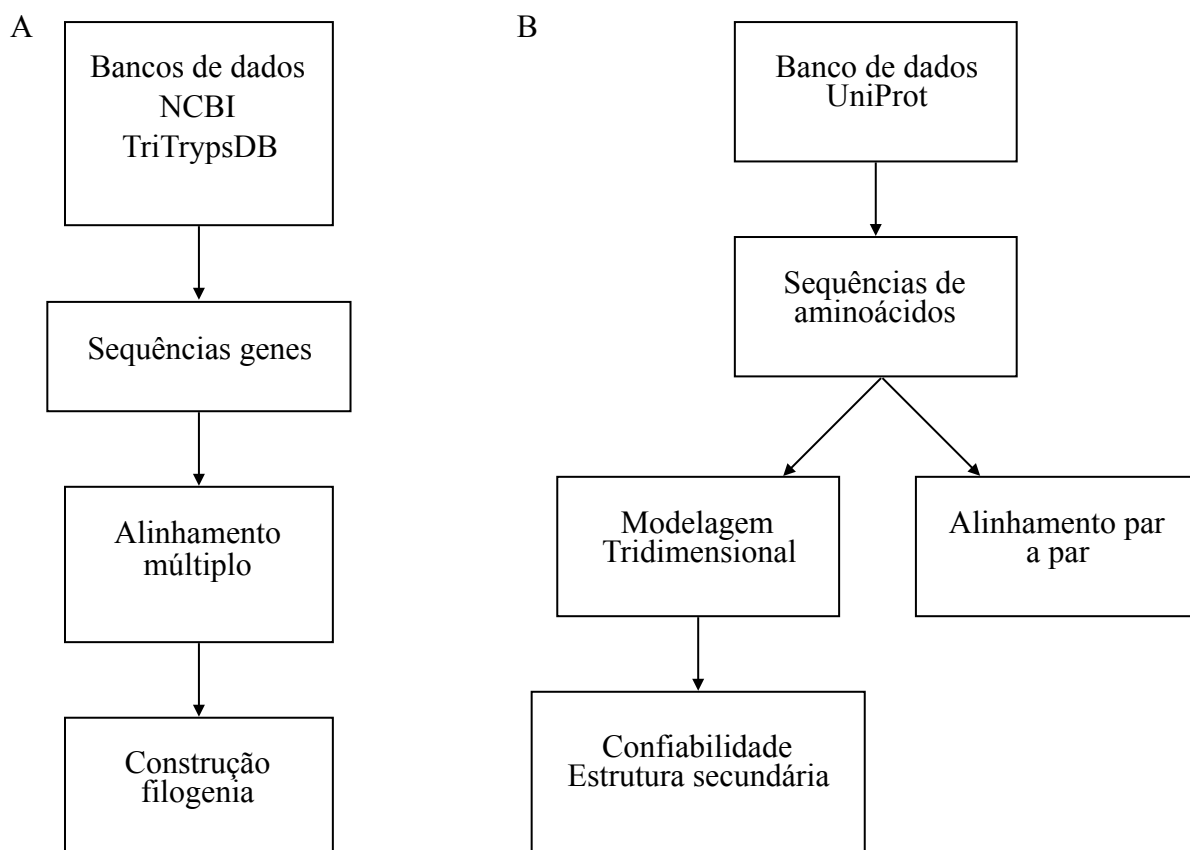 A
Bancos de dados
NCBI
TriTrypsDB
Sequências genes
Alinhamento
múltiplo
Construção
filogenia
B
Banco de dados
UniProt
Sequências de
aminoácidos
Modelagem
Tridimensional
Alinhamento par
a par
Confiabilidade
Estrutura secundária